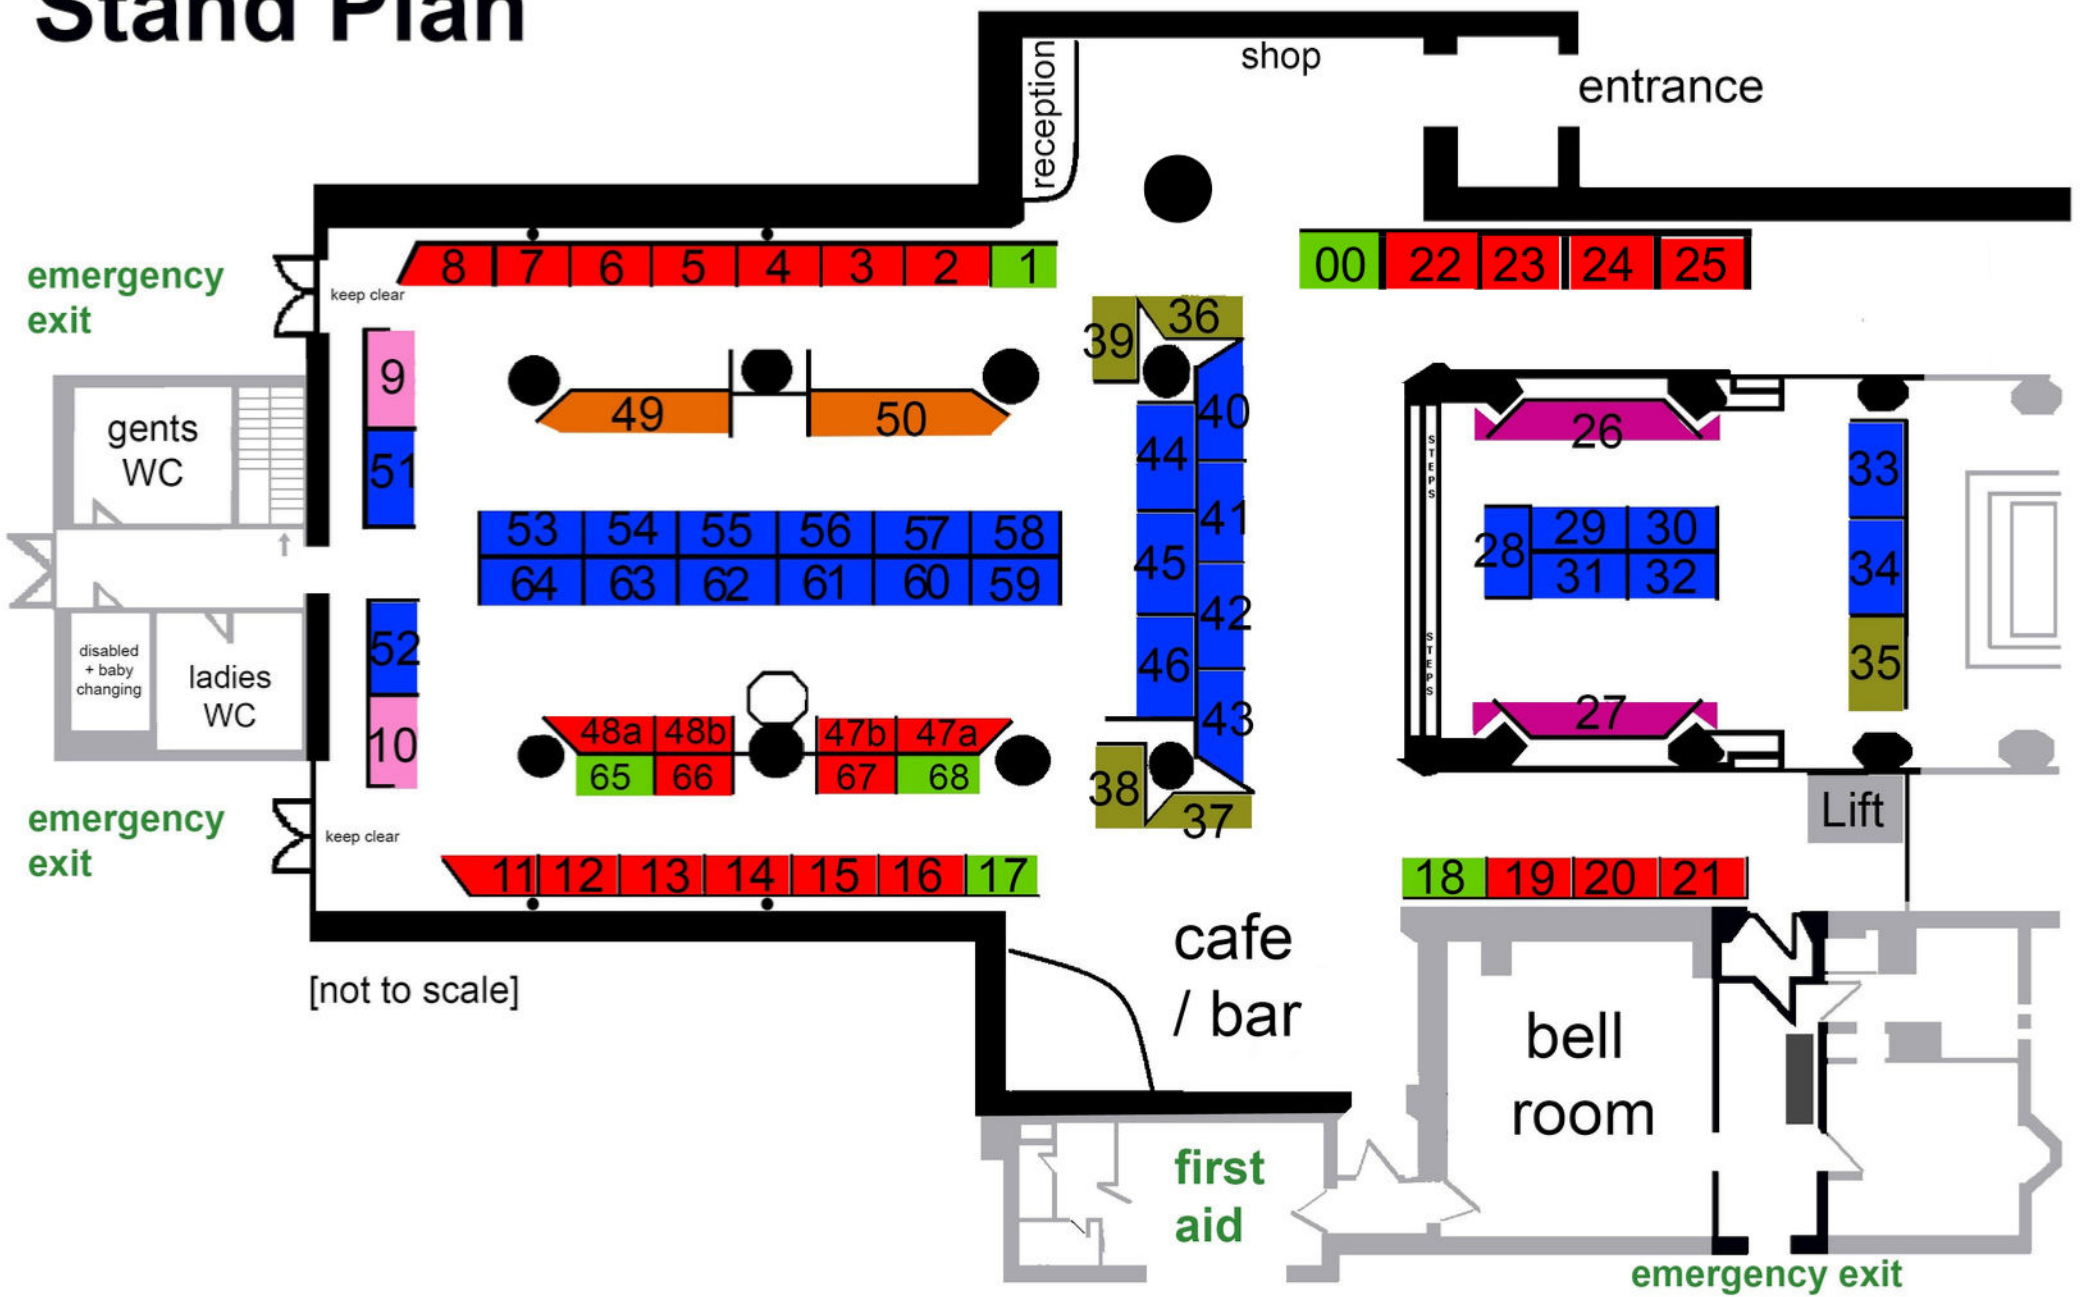 Stand Plan
reception
shop
entrance
emergency
exit
keep clear
8 7 6 5 4 3 2 1
00 22 23 24 25
39 36
9
51
49 50
40
44
41
45
42
46
43
26
STEPS
33
28 29 30
31 32
34
STEPS
35
27
gents
WC
53 54 55 56 57 58
64 63 62 61 60 59
disabled
+ baby
changing
ladies
WC
52
10
48a 48b 47b 47a
65 66 67 68
38
37
Lift
emergency
exit
keep clear
11 12 13 14 15 16 17
18 19 20 21
[not to scale]
cafe
/ bar
bell
room
first
aid
emergency exit